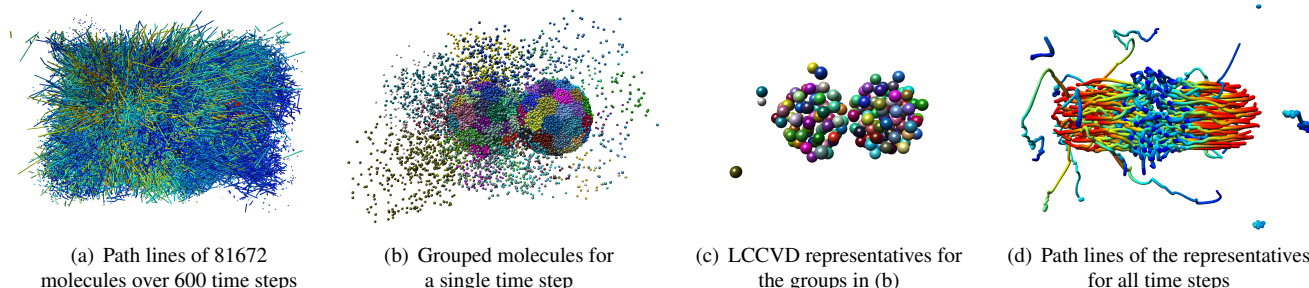 (a) Path lines of 81672
molecules over 600 time steps
(b) Grouped molecules for
a single time step
(c) LCCVD representatives for
the groups in (b)
(d) Path lines of the representatives
for all time steps